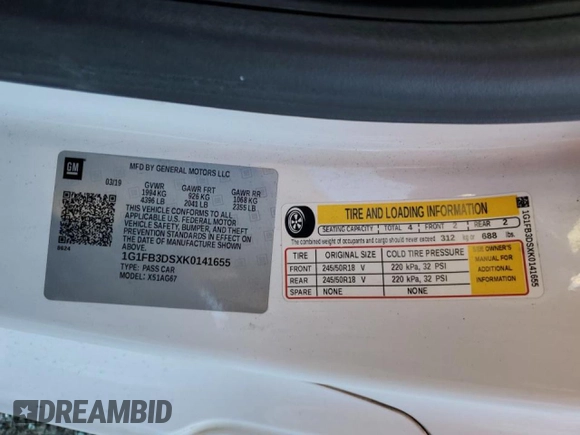 GM
MFD BY GENERAL MOTORS LLC
03/19 GVWR GAWR FRT GAWR RR
1994 KG 926 KG 1068 KG
4396 LB 2041 LB 2355 LB
THIS VEHICLE CONFORMS TO ALL
APPLICABLE U.S. FEDERAL MOTOR
VEHICLE SAFETY, BUMPER, AND THEFT
PREVENTION STANDARDS IN EFFECT
ON THE DATE OF MANUFACTURE
SHOWN ABOVE.
1G1FB3DSXK0141655
TYPE: PASS CAR
MODEL: X51AG67
TIRE AND LOADING INFORMATION
SEATING CAPACITY TOTAL 4 FRONT 2 REAR 2
The combined weight of occupants and cargo should never exceed 312 kg or 688 lbs.
TIRE ORIGINAL SIZE COLD TIRE PRESSURE
FRONT 245/50R18 V 220 kPa, 32 PSI
REAR 245/50R18 V 220 kPa, 32 PSI
SPARE NONE NONE
SEE OWNER'S
MANUAL FOR
ADDITIONAL
INFORMATION
1G1FB3DSXK0141655
DREAMBID